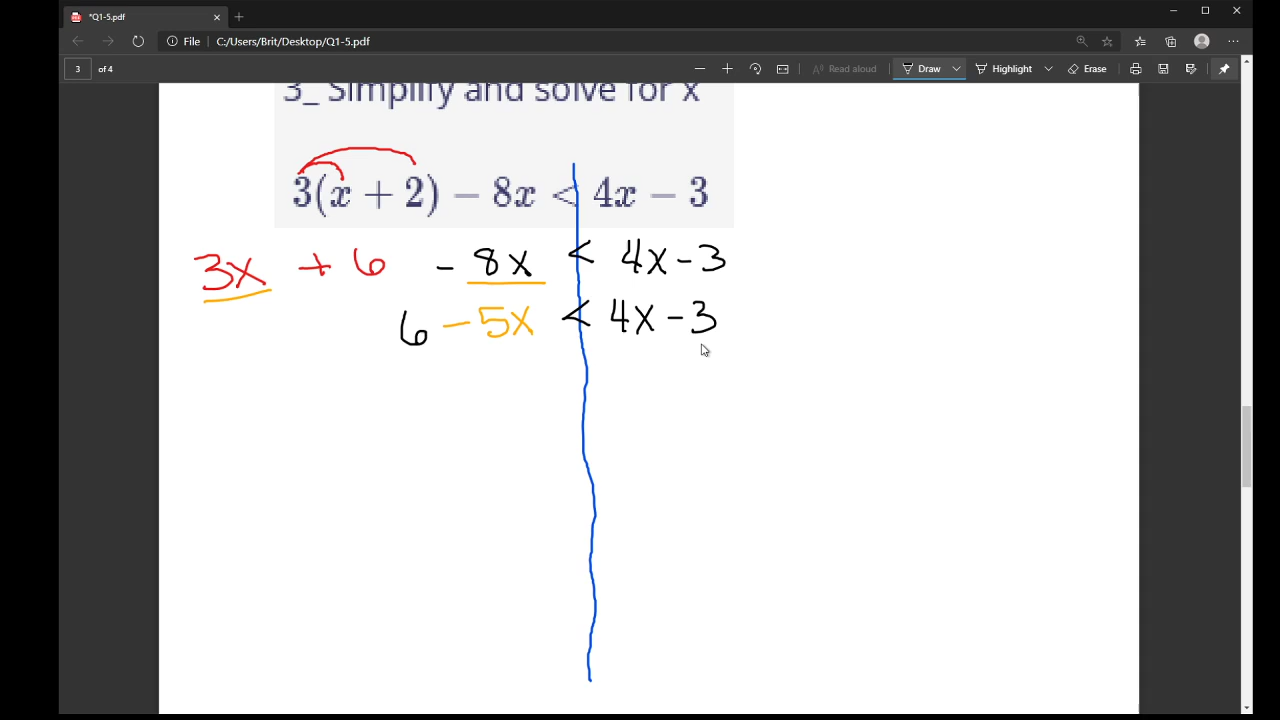 *Q1-5.pdf
File | C:/Users/Brit/Desktop/Q1-5.pdf
3 of 4 Read aloud Draw Highlight Erase
3_ Simplify and solve for x
3(x + 2) − 8x < 4x − 3
3x + 6 - 8x < 4x - 3
6 - 5x < 4x - 3